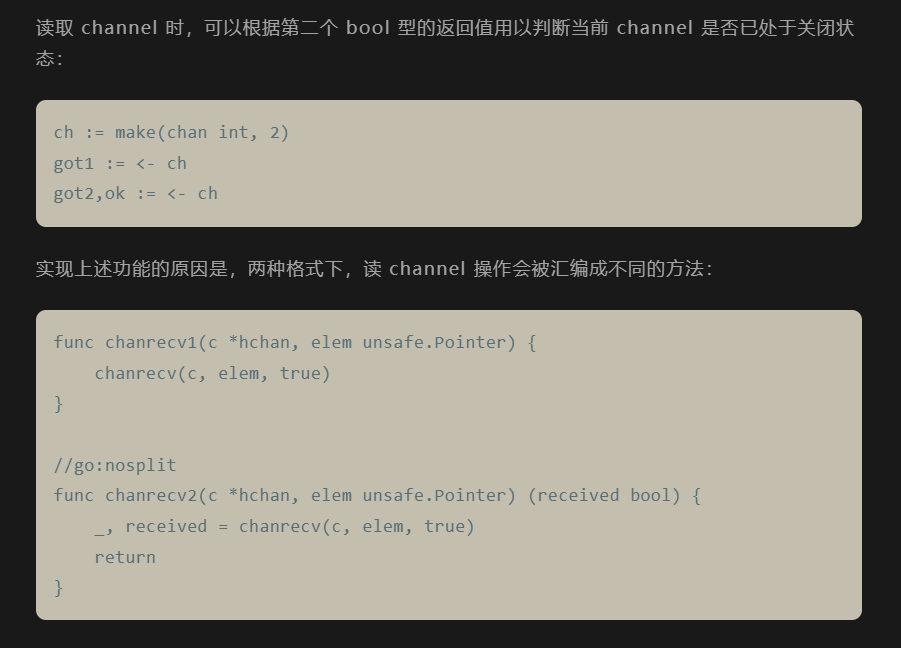 读取 channel 时，可以根据第二个 bool 型的返回值用以判断当前 channel 是否已处于关闭状
态：
ch := make(chan int, 2)
got1 := <- ch
got2,ok := <- ch
实现上述功能的原因是，两种格式下，读 channel 操作会被汇编成不同的方法：
func chanrecv1(c *hchan, elem unsafe.Pointer) {
    chanrecv(c, elem, true)
}
//go:nosplit
func chanrecv2(c *hchan, elem unsafe.Pointer) (received bool) {
    _, received = chanrecv(c, elem, true)
    return
}